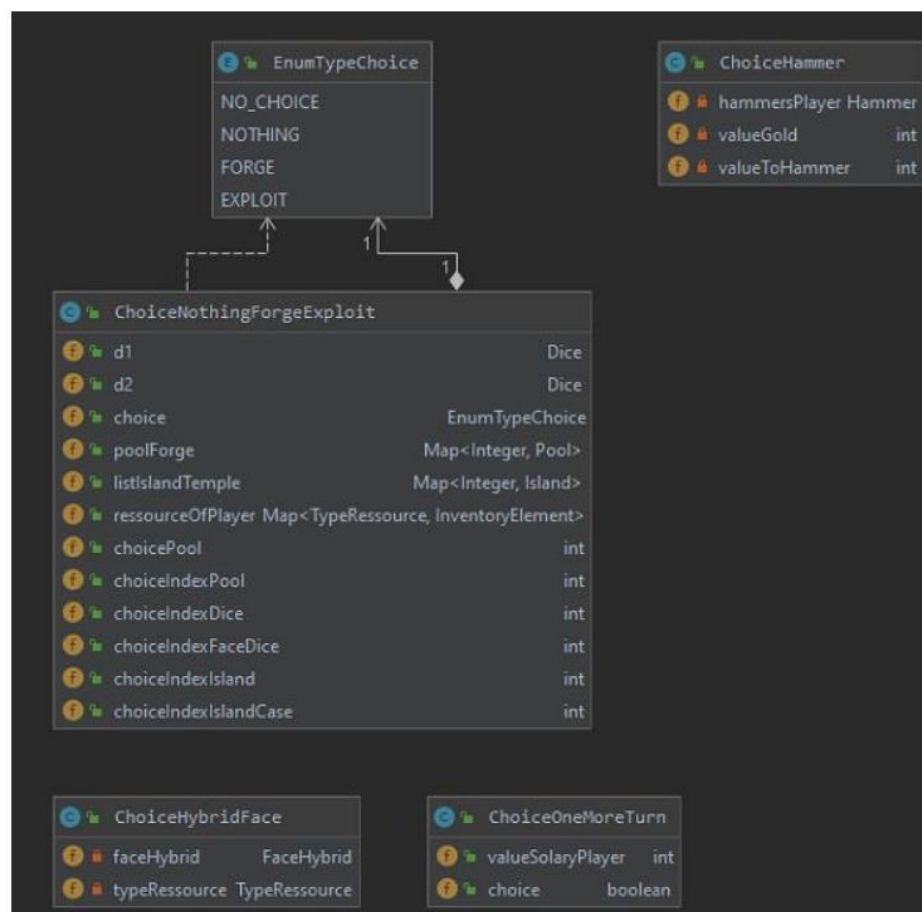 EnumTypeChoice
NO_CHOICE
NOTHING
FORGE
EXPLOIT
ChoiceHammer
hammersPlayer Hammer
valueGold int
valueToHammer int
1
1
ChoiceNothingForgeExploit
d1 Dice
d2 Dice
choice EnumTypeChoice
poolForge Map<Integer, Pool>
listIslandTemple Map<Integer, Island>
ressourceOfPlayer Map<TypeRessource, InventoryElement>
choicePool int
choiceIndexPool int
choiceIndexDice int
choiceIndexFaceDice int
choiceIndexIsland int
choiceIndexIslandCase int
ChoiceHybridFace
faceHybrid FaceHybrid
typeRessource TypeRessource
ChoiceOneMoreTurn
valueSolaryPlayer int
choice boolean